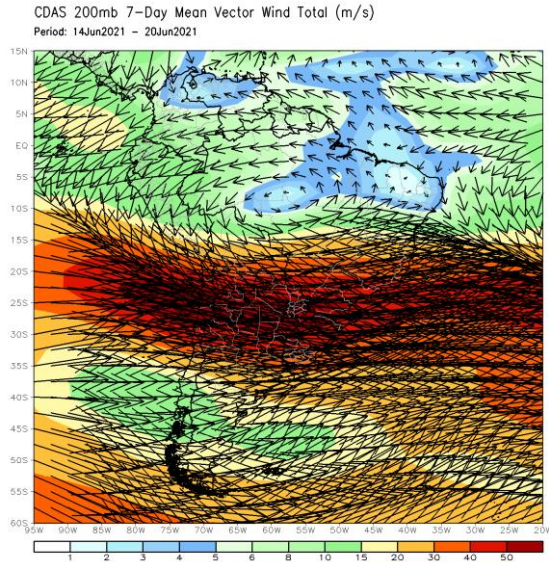 CDAS 200mb 7-Day Mean Vector Wind Total (m/s)
Period: 14Jun2021 - 20Jun2021
15N
10N
5N
EQ
5S
10S
15S
20S
25S
30S
35S
40S
45S
50S
55S
60S
95W 90W 85W 80W 75W 70W 65W 60W 55W 50W 45W 40W 35W 30W 25W 20W
1 2 3 4 5 6 8 10 15 20 30 40 50